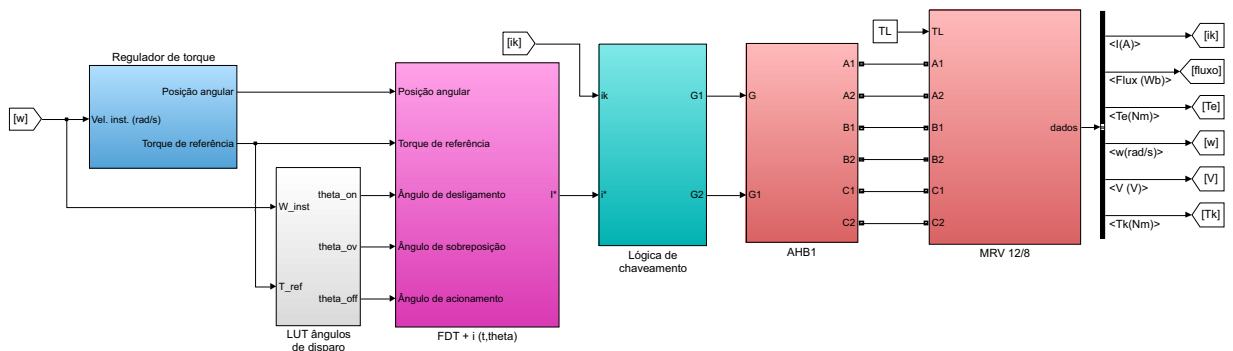 [w]
Regulador de torque
Vel. inst. (rad/s)
Posição angular
Torque de referência
W_inst
T_ref
theta_on
theta_ov
theta_off
LUT ângulos
de disparo
Posição angular
Torque de referência
Ângulo de desligamento
Ângulo de sobreposição
Ângulo de acionamento
I*
FDT + i (t,theta)
[ik]
ik
i*
G1
G2
Lógica de
chaveamento
G
G1
A1
A2
B1
B2
C1
C2
AHB1
TL
TL
A1
A2
B1
B2
C1
C2
dados
MRV 12/8
<I(A)>
[ik]
<Flux (Wb)>
[fluxo]
<Te(Nm)>
[Te]
<w(rad/s)>
[w]
<V (V)>
[V]
<Tk(Nm)>
[Tk]